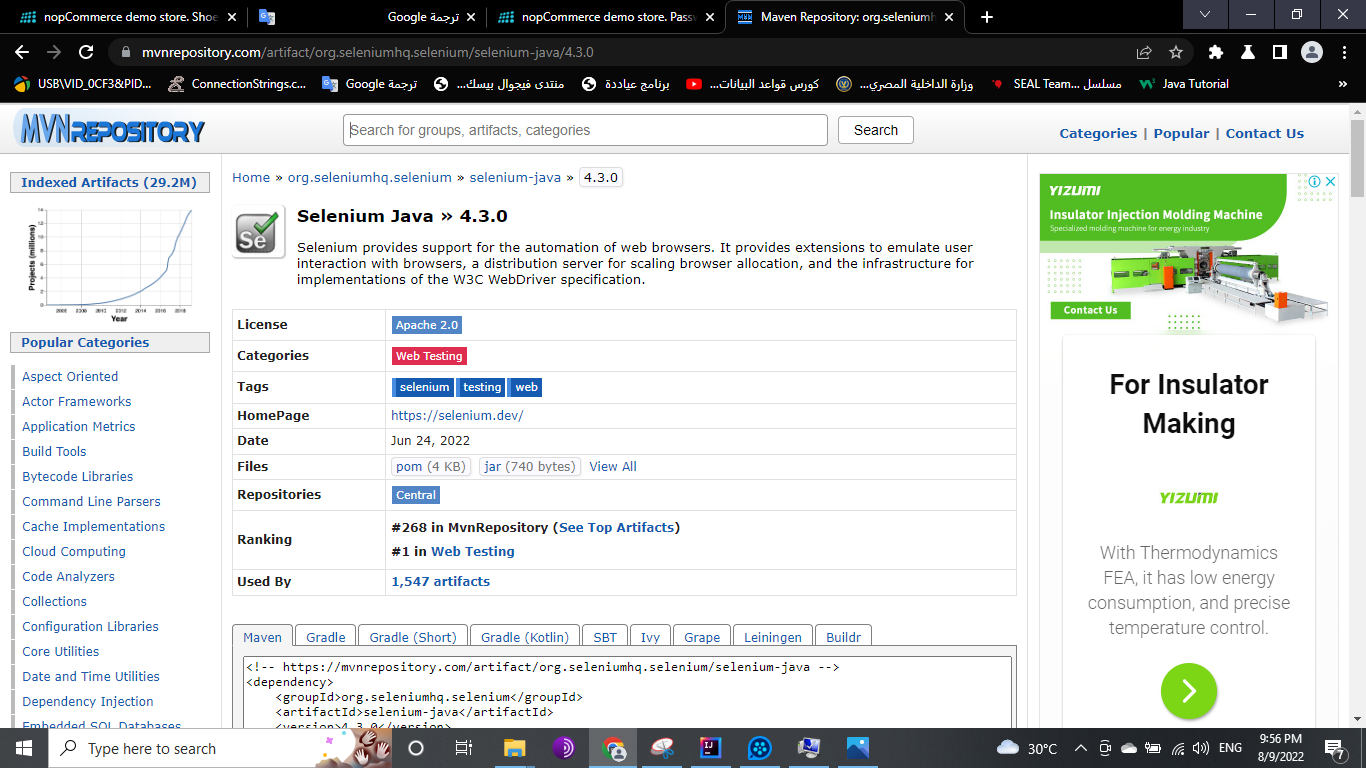 nopCommerce demo store. Shoe
ترجمة Google
nopCommerce demo store. Passw
Maven Repository: org.seleniumh
mvnrepository.com/artifact/org.seleniumhq.selenium/selenium-java/4.3.0
USB\VID_0CF3&PID...
ConnectionStrings.c...
ترجمة Google
منتدى فيجوال بيسك...
برنامج عياددة
كورس قواعد البيانات...
وزارة الداخلية المصري...
مسلسل SEAL Team...
Java Tutorial
»
MVNREPOSITORY
Search for groups, artifacts, categories
Search
Categories | Popular | Contact Us
Indexed Artifacts (29.2M)
Projects (millions)
14
12
10
8
6
4
2
0
2006 2008 2010 2012 2014 2016 2018
Year
Popular Categories
Aspect Oriented
Actor Frameworks
Application Metrics
Build Tools
Bytecode Libraries
Command Line Parsers
Cache Implementations
Cloud Computing
Code Analyzers
Collections
Configuration Libraries
Core Utilities
Date and Time Utilities
Dependency Injection
Embedded SQL Databases
Home » org.seleniumhq.selenium » selenium-java » 4.3.0
Se
Selenium Java » 4.3.0
Selenium provides support for the automation of web browsers. It provides extensions to emulate user
interaction with browsers, a distribution server for scaling browser allocation, and the infrastructure for
implementations of the W3C WebDriver specification.
License Apache 2.0
Categories Web Testing
Tags selenium testing web
HomePage https://selenium.dev/
Date Jun 24, 2022
Files pom (4 KB) jar (740 bytes) View All
Repositories Central
Ranking #268 in MvnRepository (See Top Artifacts)
#1 in Web Testing
Used By 1,547 artifacts
Maven Gradle Gradle (Short) Gradle (Kotlin) SBT Ivy Grape Leiningen Buildr
<!-- https://mvnrepository.com/artifact/org.seleniumhq.selenium/selenium-java -->
<dependency>
<groupId>org.seleniumhq.selenium</groupId>
<artifactId>selenium-java</artifactId>
<version>4.3.0</version>
YIZUMI
Insulator Injection Molding Machine
Specialized molding machine for energy industry
Contact Us
For Insulator
Making
YIZUMI
With Thermodynamics
FEA, it has low energy
consumption, and precise
temperature control.
Type here to search
30°C
ENG
9:56 PM
8/9/2022
7